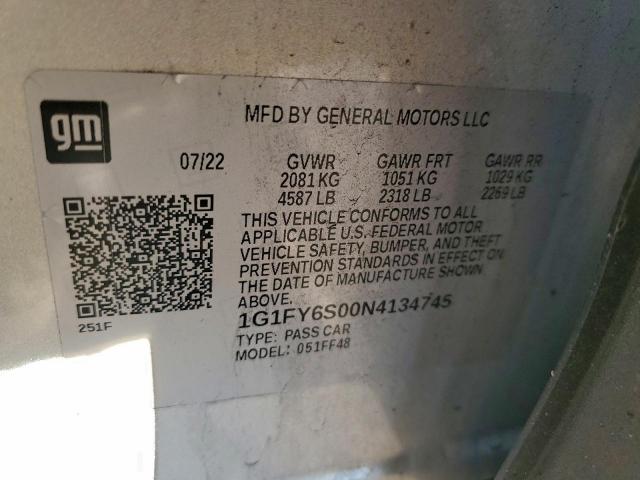 gm
MFD BY GENERAL MOTORS LLC
07/22 GVWR GAWR FRT GAWR RR
2081 KG 1051 KG 1029 KG
4587 LB 2318 LB 2269 LB
THIS VEHICLE CONFORMS TO ALL
APPLICABLE U.S. FEDERAL MOTOR
VEHICLE SAFETY, BUMPER, AND THEFT
PREVENTION STANDARDS IN EFFECT ON
THE DATE OF MANUFACTURE SHOWN
ABOVE.
251F
1G1FY6S00N4134745
TYPE: PASS CAR
MODEL: 051FF48